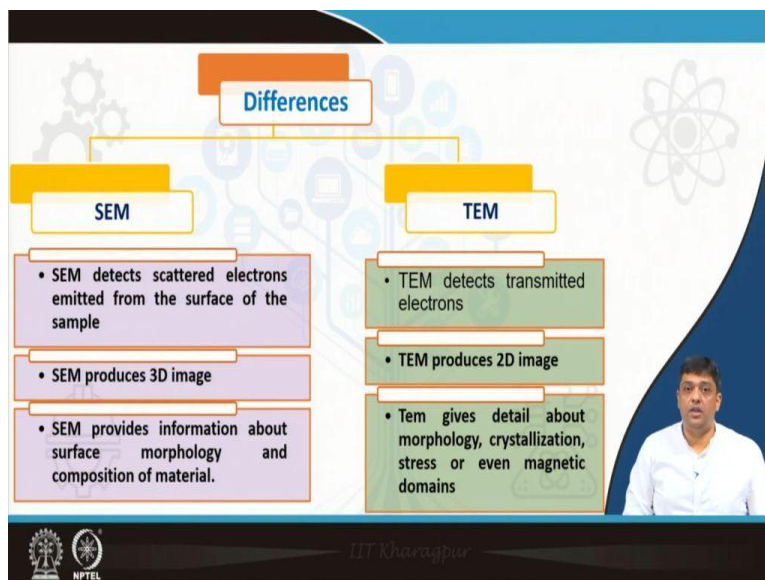 Differences
SEM
• SEM detects scattered electrons
emitted from the surface of the
sample
• SEM produces 3D image
• SEM provides information about
surface morphology and
composition of material.
TEM
• TEM detects transmitted
electrons
• TEM produces 2D image
• Tem gives detail about
morphology, crystallization,
stress or even magnetic
domains
NPTEL
IIT Kharagpur